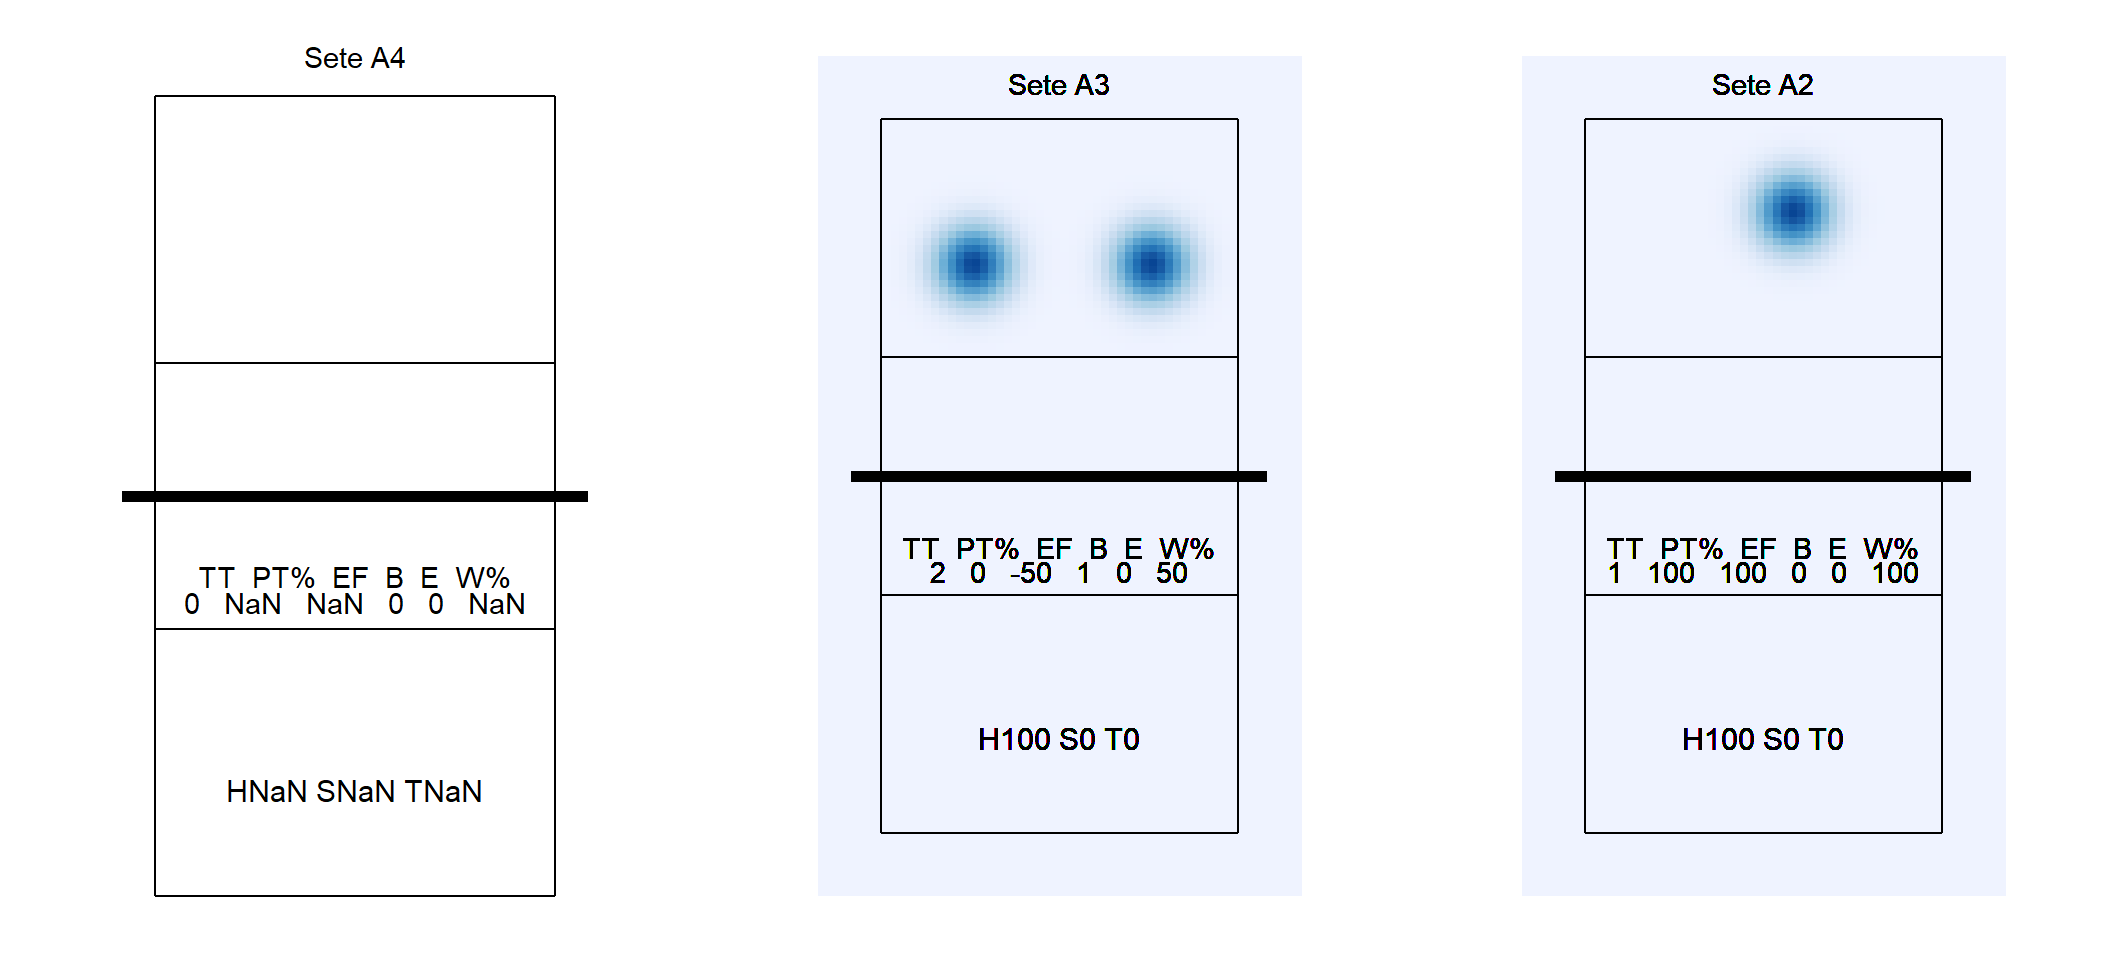 Sete A4
TT PT% EF B E W%
0 NaN NaN 0 0 NaN
HNaN SNaN TNaN
Sete A3
TT PT% EF B E W%
2 0 -50 1 0 50
H100 S0 T0
Sete A2
TT PT% EF B E W%
1 100 100 0 0 100
H100 S0 T0